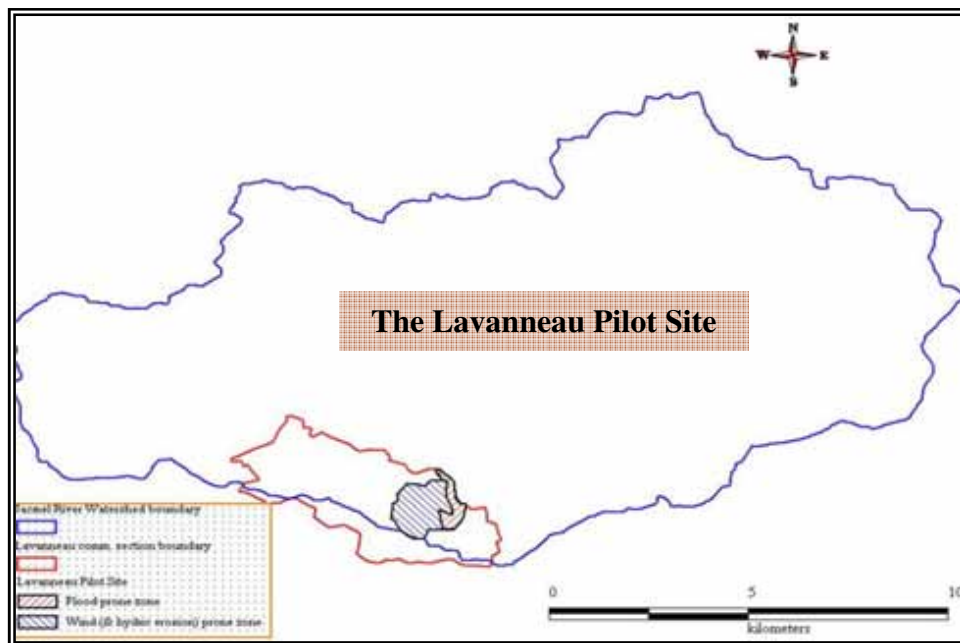 N
W E
S
The Lavanneau Pilot Site
River Watershed boundary
Lavanneau comm. section boundary
Lavanneau Pilot Site
Flood prone zone
Wind (& hydric erosion) prone zone
0 5 10
kilometers